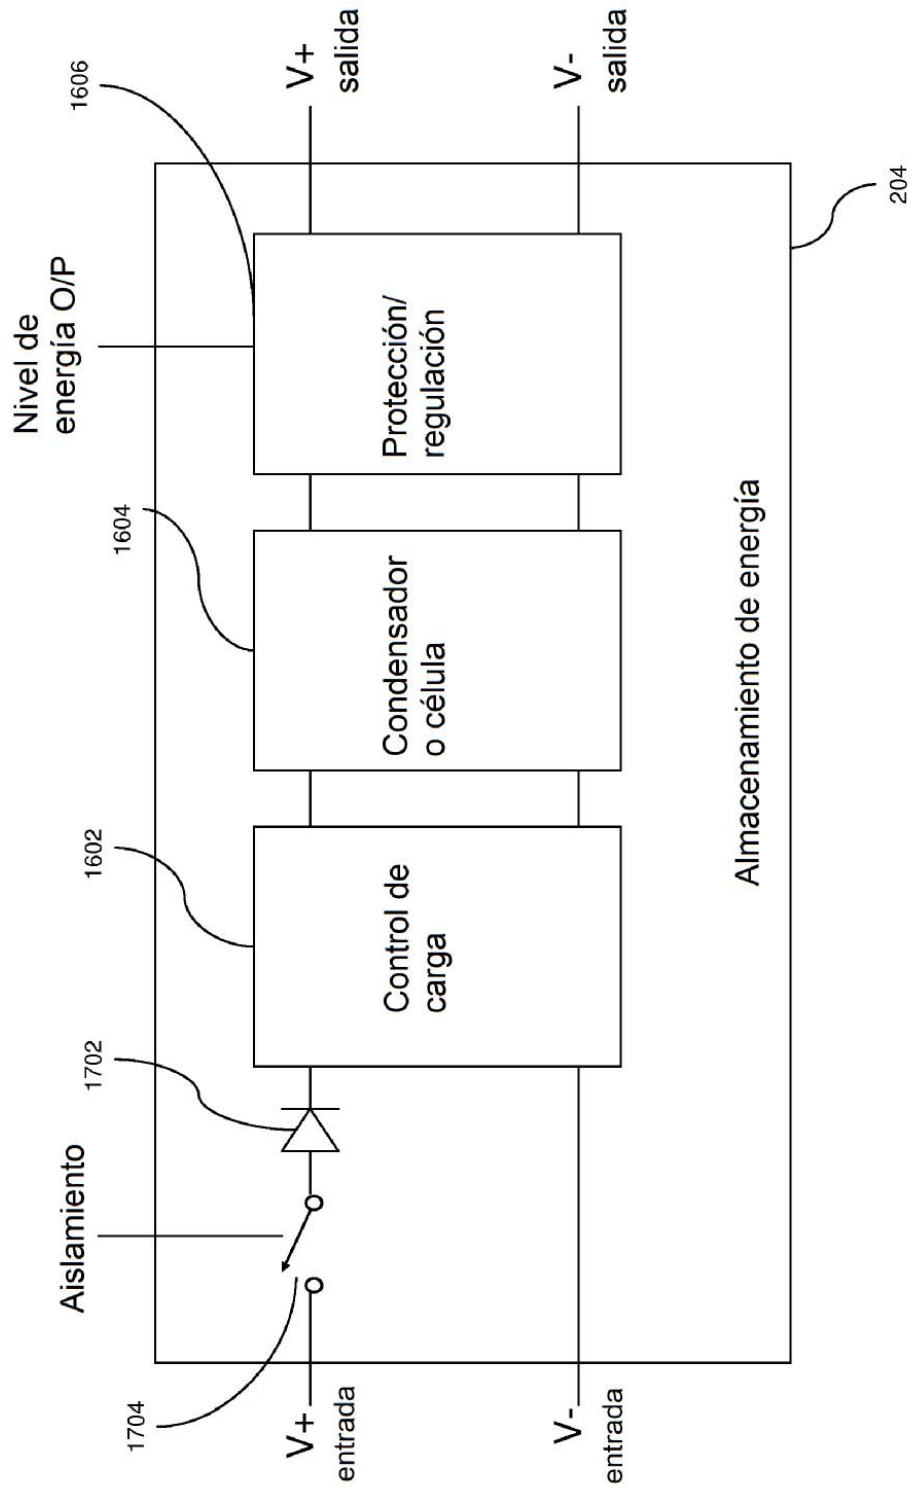 Aislamiento
Nivel de
energía O/P
1704
1702
1602
1604
1606
V+
entrada
V-
entrada
Control de
carga
Condensador
o célula
Protección/
regulación
V+
salida
V-
salida
Almacenamiento de energía
204